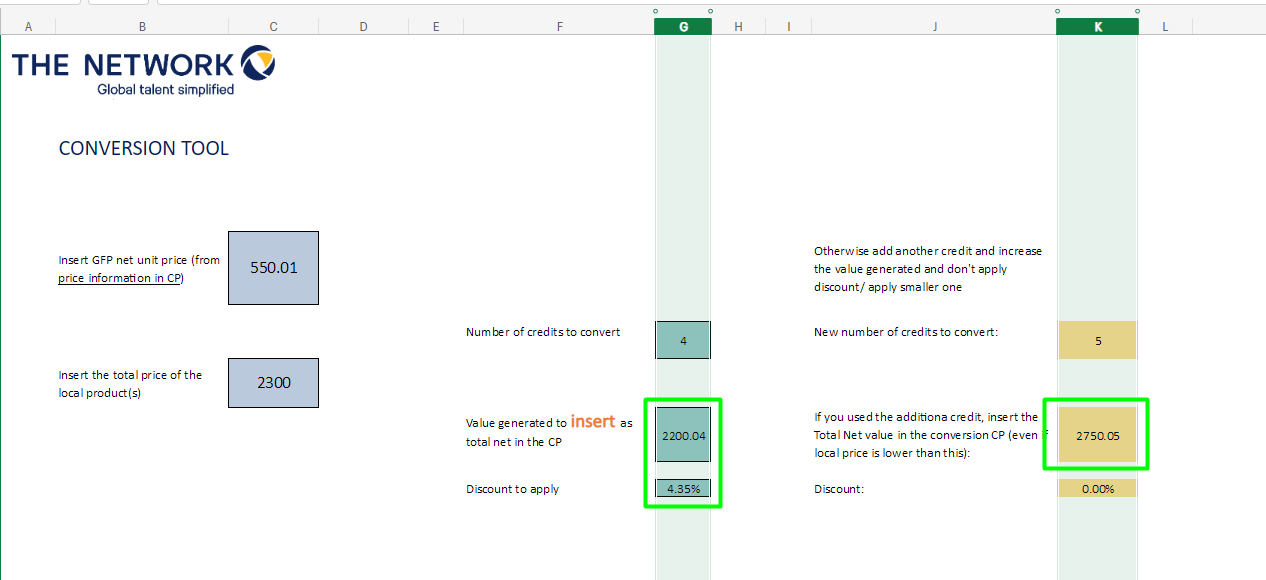 A B C D E F G H I J K L
THE NETWORK
Global talent simplified
CONVERSION TOOL
Insert GFP net unit price (from
price information in CP)
550.01
Insert the total price of the
local product(s)
2300
Number of credits to convert
4
Value generated to insert as
total net in the CP
2200.04
Discount to apply
4.35%
Otherwise add another credit and increase
the value generated and don't apply
discount/ apply smaller one
New number of credits to convert:
5
If you used the additiona credit, insert the
Total Net value in the conversion CP (even if
local price is lower than this):
2750.05
Discount:
0.00%